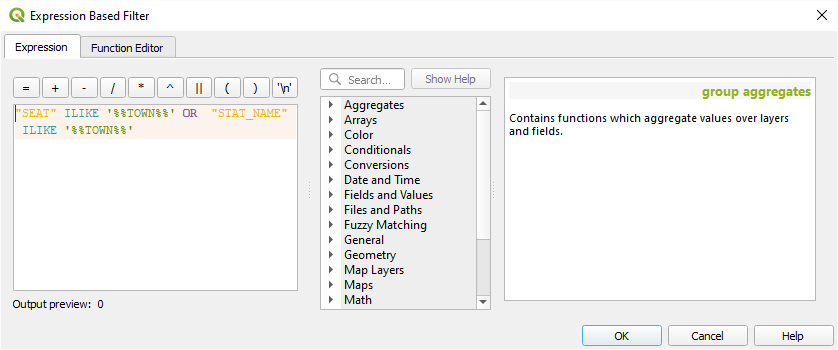 Expression Based Filter
Expression
Function Editor
= + - / * ^ || ( ) '\n'
"SEAT" ILIKE '%%TOWN%%' OR "STAT_NAME"
ILIKE '%%TOWN%%'
Output preview: 0
Search...
Show Help
Aggregates
Arrays
Color
Conditionals
Conversions
Date and Time
Fields and Values
Files and Paths
Fuzzy Matching
General
Geometry
Map Layers
Maps
Math
group aggregates
Contains functions which aggregate values over layers
and fields.
OK
Cancel
Help